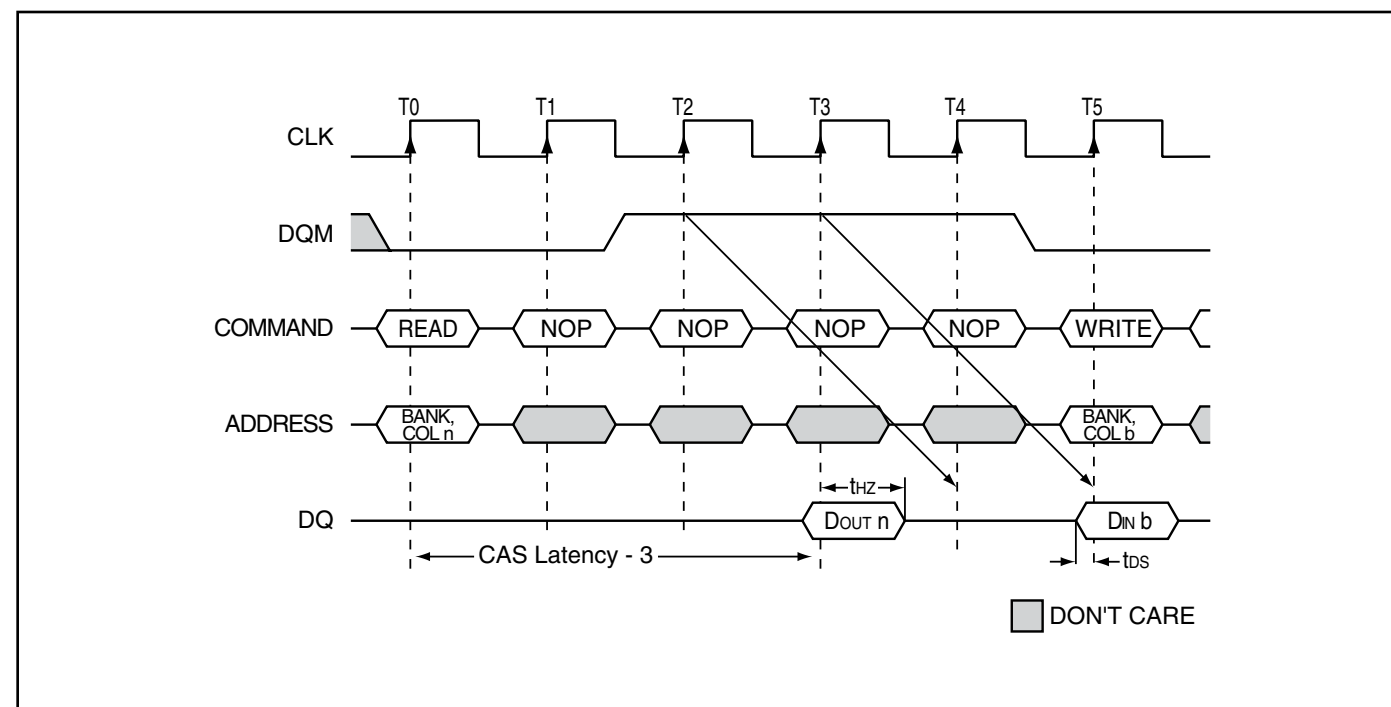 T0 T1 T2 T3 T4 T5
CLK
DQM
COMMAND READ NOP NOP NOP NOP WRITE
ADDRESS BANK, COL n BANK, COL b
tHZ
DQ DOUT n DIN b
CAS Latency - 3 tDS
DON'T CARE